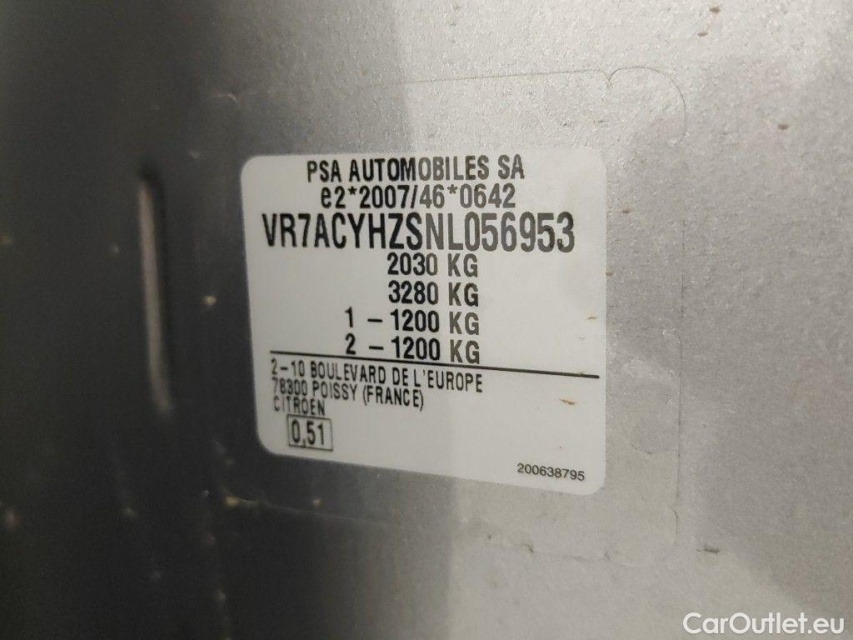 PSA AUTOMOBILES SA
e2*2007/46*0642
VR7ACYHZSNL056953
2030 KG
3280 KG
1 - 1200 KG
2 - 1200 KG
2-10 BOULEVARD DE L'EUROPE
78300 POISSY (FRANCE)
CITROEN
0,51
200638795
CarOutlet.eu